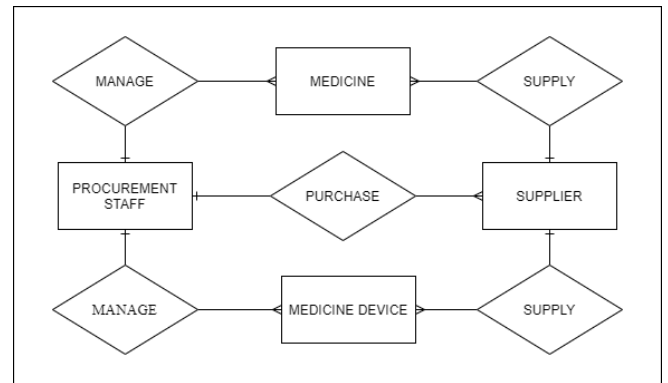 MANAGE
MEDICINE
SUPPLY
PROCUREMENT
STAFF
PURCHASE
SUPPLIER
MANAGE
MEDICINE DEVICE
SUPPLY